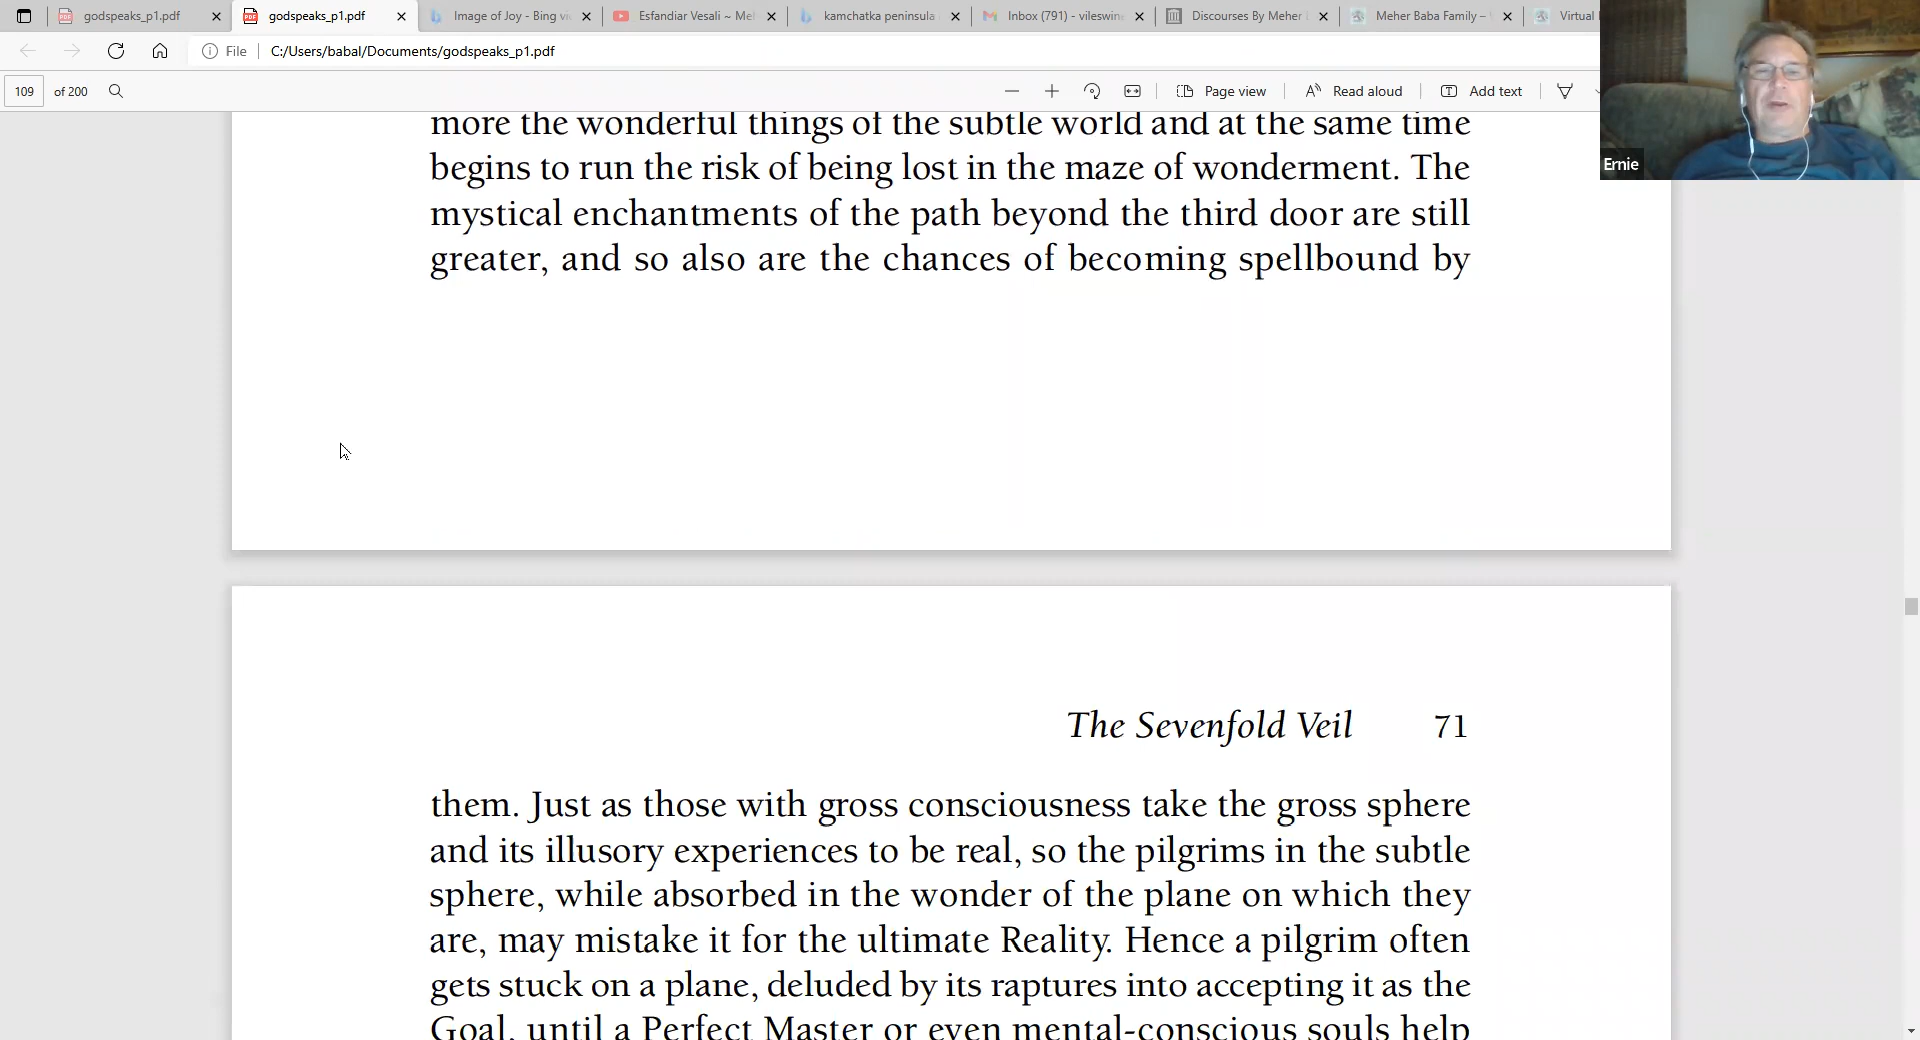 godspeaks_p1.pdf
godspeaks_p1.pdf
Image of Joy - Bing vi
Esfandiar Vesali ~ Me
kamchatka peninsula
Inbox (791) - vileswin
Discourses By Meher
Meher Baba Family –
Virtual
File
C:/Users/babal/Documents/godspeaks_p1.pdf
109 of 200
Page view
Read aloud
Add text
Ernie
more the wonderful things of the subtle world and at the same time
begins to run the risk of being lost in the maze of wonderment. The
mystical enchantments of the path beyond the third door are still
greater, and so also are the chances of becoming spellbound by
The Sevenfold Veil 71
them. Just as those with gross consciousness take the gross sphere
and its illusory experiences to be real, so the pilgrims in the subtle
sphere, while absorbed in the wonder of the plane on which they
are, may mistake it for the ultimate Reality. Hence a pilgrim often
gets stuck on a plane, deluded by its raptures into accepting it as the
Goal, until a Perfect Master or even mental-conscious souls help